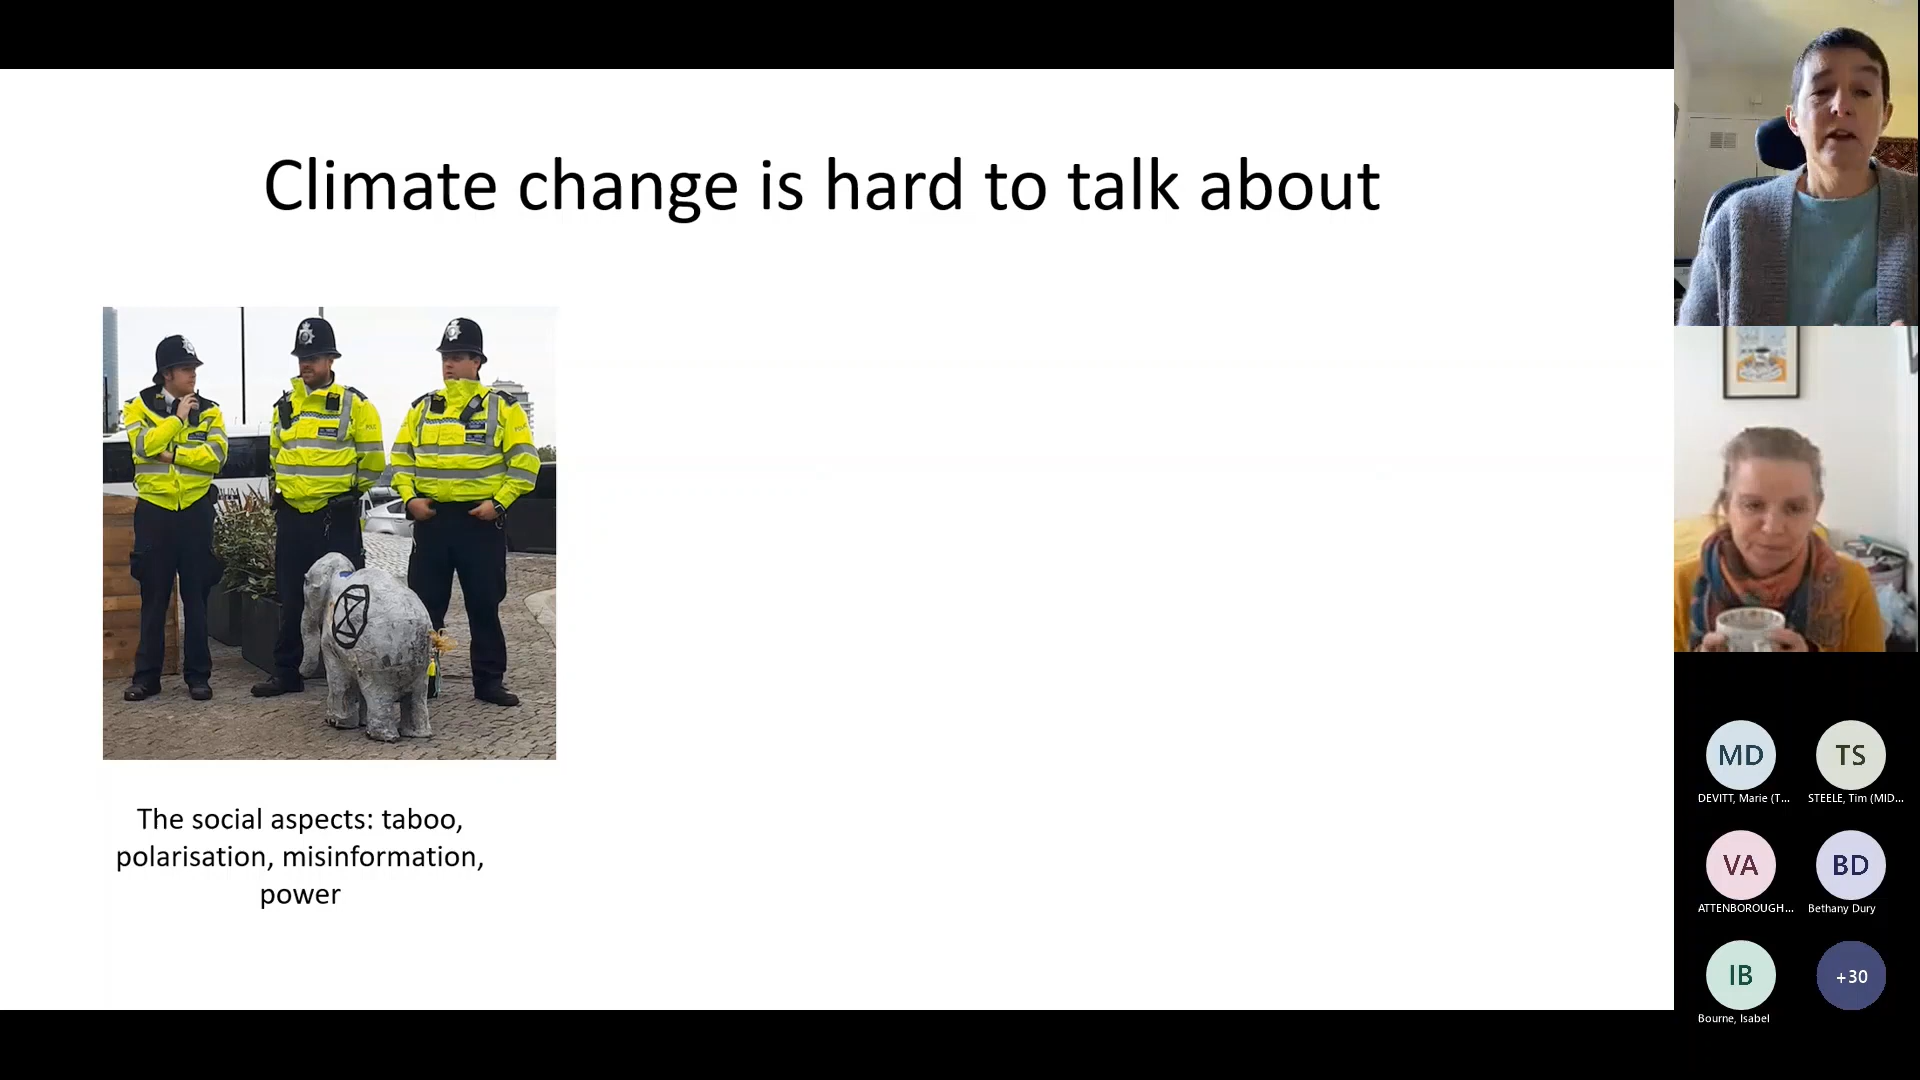 Climate change is hard to talk about
The social aspects: taboo,
polarisation, misinformation,
power
MD
TS
DEVITT, Marie (T...
STEELE, Tim (MID...
VA
BD
ATTENBOROUGH...
Bethany Dury
IB
+30
Bourne, Isabel